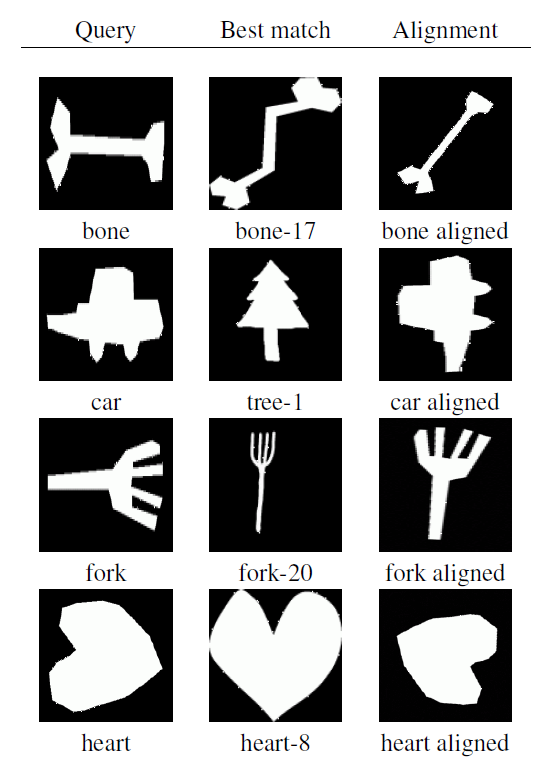 Query Best match Alignment
bone bone-17 bone aligned
car tree-1 car aligned
fork fork-20 fork aligned
heart heart-8 heart aligned